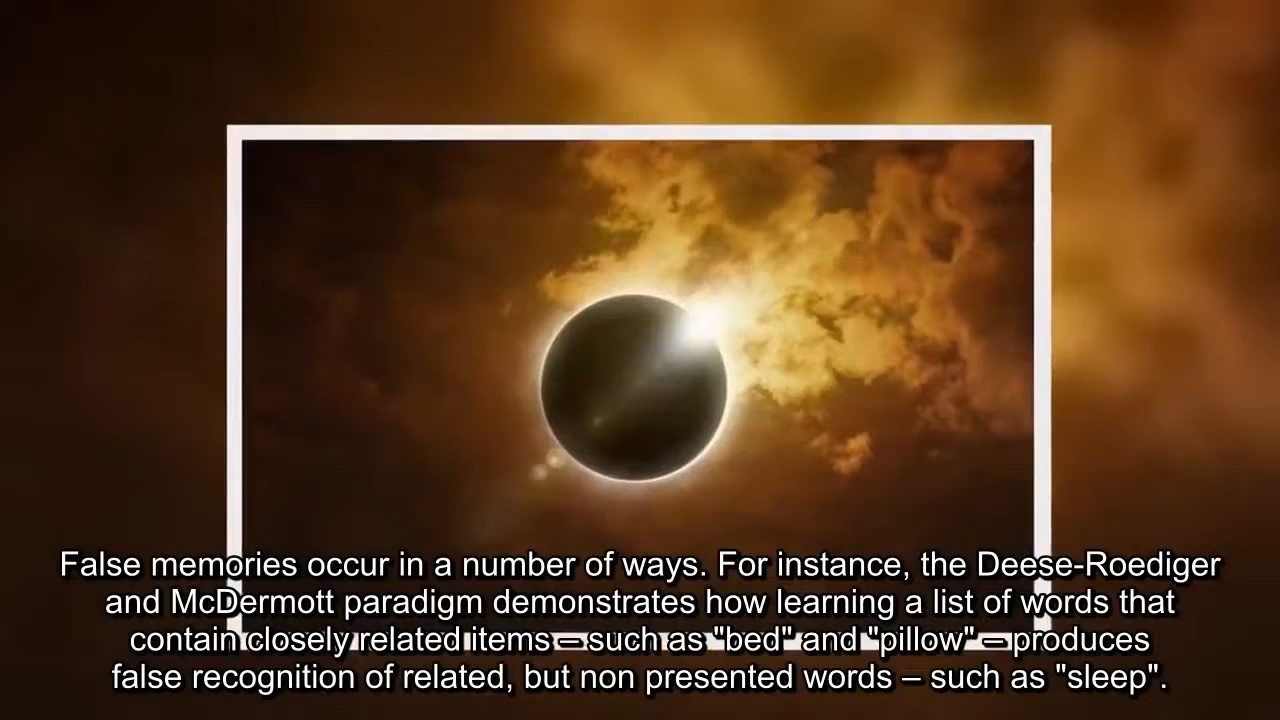 False memories occur in a number of ways. For instance, the Deese-Roediger
and McDermott paradigm demonstrates how learning a list of words that
contain closely related items – such as "bed" and "pillow" – produces
false recognition of related, but non presented words – such as "sleep".